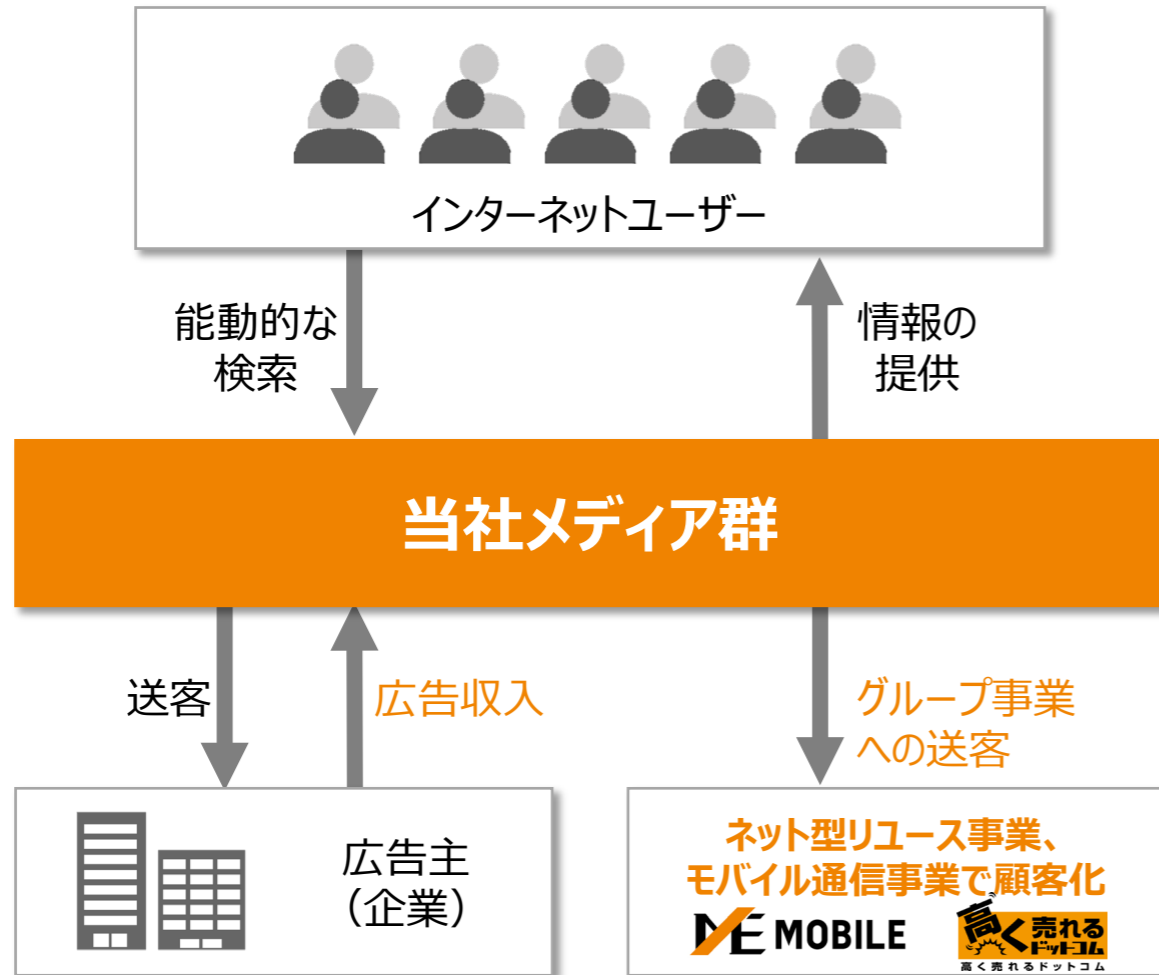 インターネットユーザー
能動的な
検索
情報の
提供
当社メディア群
送客
広告収入
グループ事業
への送客
広告主
（企業）
ネット型リユース事業、
モバイル通信事業で顧客化
ME MOBILE
高く売れる
ドットコム
高く売れるドットコム